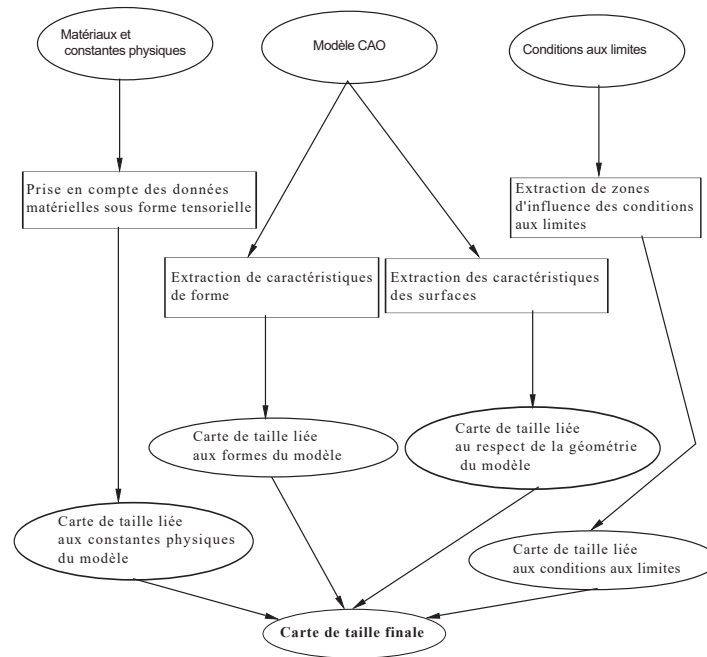 Matériaux et
constantes physiques
Modèle CAO
Conditions aux limites
Prise en compte des données
matérielles sous forme tensorielle
Extraction de zones
d'influence des conditions
aux limites
Extraction de caractéristiques
de forme
Extraction des caractéristiques
des surfaces
Carte de taille liée
aux formes du modèle
Carte de taille liée
au respect de la géométrie
du modèle
Carte de taille liée
aux constantes physiques
du modèle
Carte de taille liée
aux conditions aux limites
Carte de taille finale